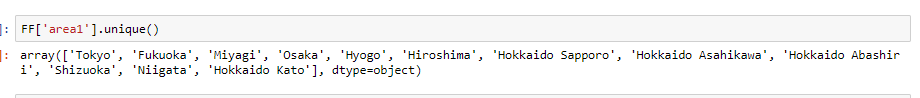 ]: FF['area1'].unique()
]: array(['Tokyo', 'Fukuoka', 'Miyagi', 'Osaka', 'Hyogo', 'Hiroshima', 'Hokkaido Sapporo', 'Hokkaido Asahikawa', 'Hokkaido Abashir
i', 'Shizuoka', 'Niigata', 'Hokkaido Kato'], dtype=object)